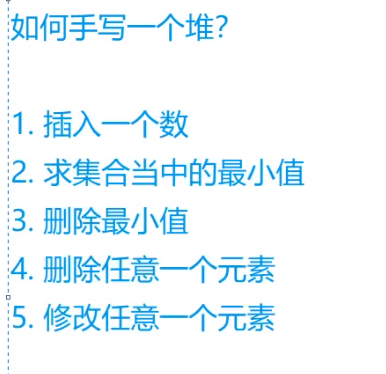 如何手写一个堆?
1. 插入一个数
2. 求集合当中的最小值
3. 删除最小值
4. 删除任意一个元素
5. 修改任意一个元素